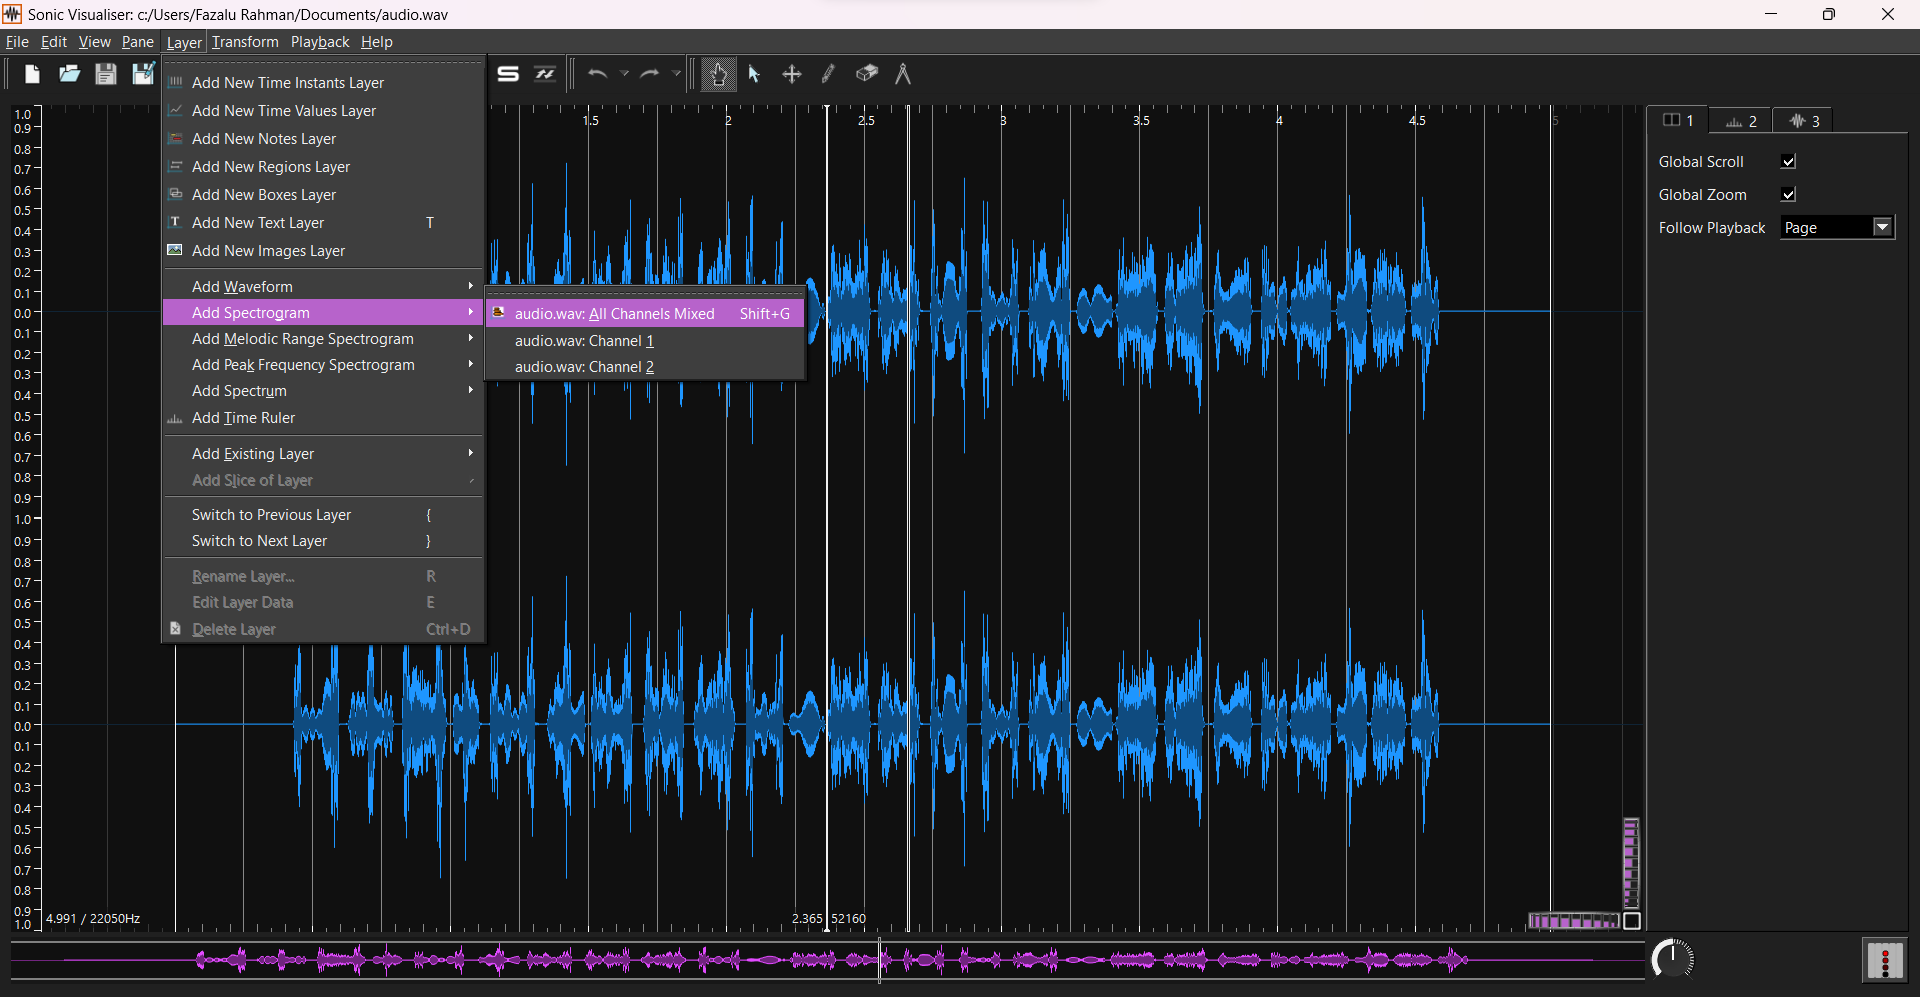 Sonic Visualiser: c:/Users/Fazalu Rahman/Documents/audio.wav
File Edit View Pane Layer Transform Playback Help
Add New Time Instants Layer
Add New Time Values Layer
Add New Notes Layer
Add New Regions Layer
Add New Boxes Layer
Add New Text Layer T
Add New Images Layer
Add Waveform
Add Spectrogram
Add Melodic Range Spectrogram
Add Peak Frequency Spectrogram
Add Spectrum
Add Time Ruler
Add Existing Layer
Add Slice of Layer
Switch to Previous Layer {
Switch to Next Layer }
Rename Layer... R
Edit Layer Data E
Delete Layer Ctrl+D
audio.wav: All Channels Mixed Shift+G
audio.wav: Channel 1
audio.wav: Channel 2
1.5 2 2.5 3 3.5 4 4.5 5
1.0
0.9
0.8
0.7
0.6
0.5
0.4
0.3
0.2
0.1
0.0
0.1
0.2
0.3
0.4
0.5
0.6
0.7
0.8
0.9
1.0
0.9
0.8
0.7
0.6
0.5
0.4
0.3
0.2
0.1
0.0
0.1
0.2
0.3
0.4
0.5
0.6
0.7
0.8
0.9
1.0
4.991 / 22050Hz
2.365 52160
1 2 3
Global Scroll
Global Zoom
Follow Playback Page